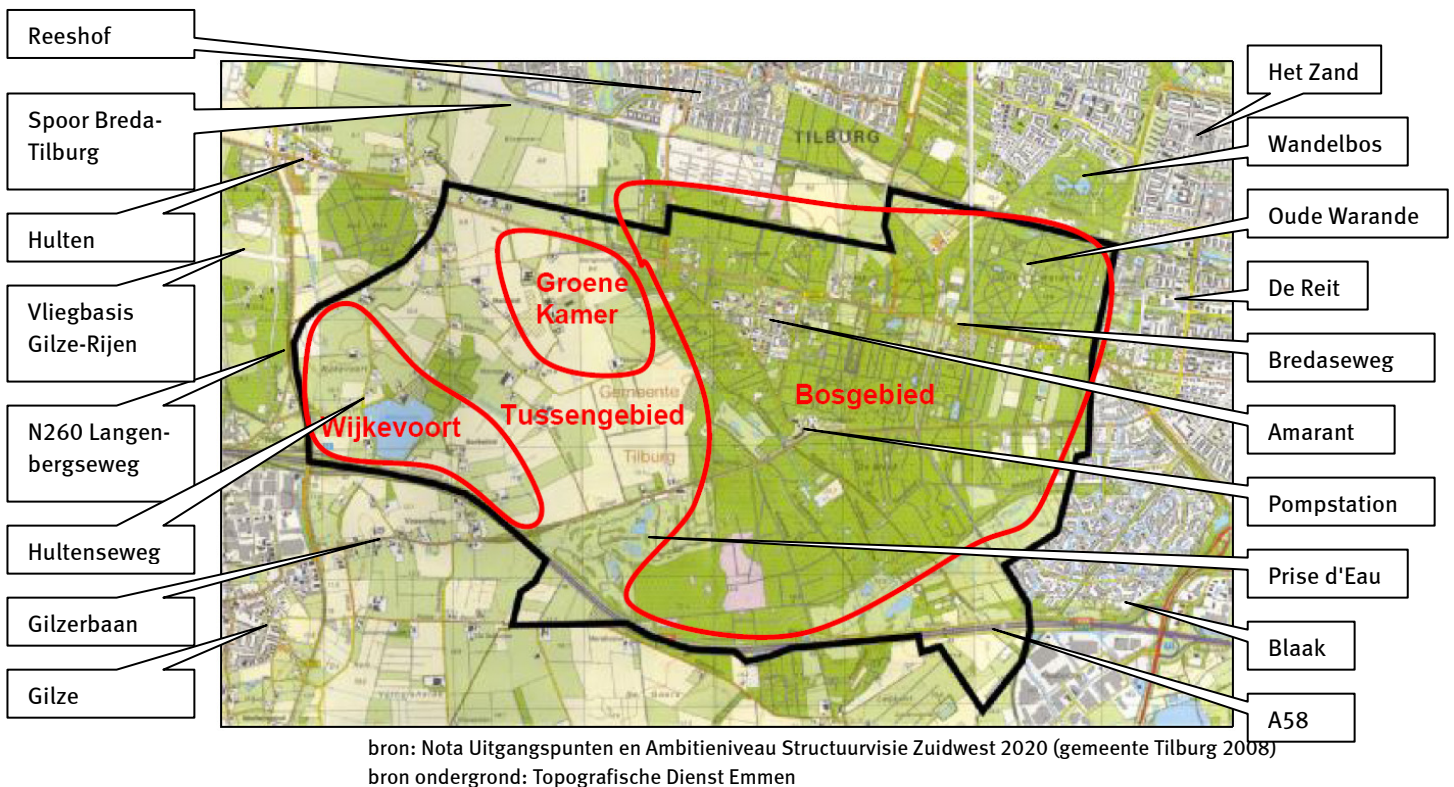 Reeshof
Spoor Breda-
Tilburg
Hulten
Vliegbasis
Gilze-Rijen
N260 Langen-
bergseweg
Hultenseweg
Gilzerbaan
Gilze
Hulten
TILBURG
Groene
Kamer
Gemeente
Tussengebied
Bosgebied
Wijkevoort
Tilburg
Het Zand
Wandelbos
Oude Warande
De Reit
Bredaseweg
Amarant
Pompstation
Prise d'Eau
Blaak
A58
bron: Nota Uitgangspunten en Ambitieniveau Structuurvisie Zuidwest 2020 (gemeente Tilburg 2008)
bron ondergrond: Topografische Dienst Emmen